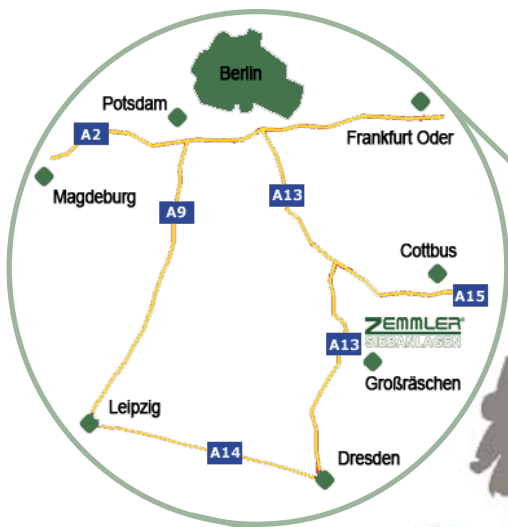 Berlin
Potsdam
A2
Frankfurt Oder
Magdeburg
A9
A13
Cottbus
A15
ZEMMLER®
SIEBANLAGEN
A13
Großräschen
Leipzig
A14
Dresden